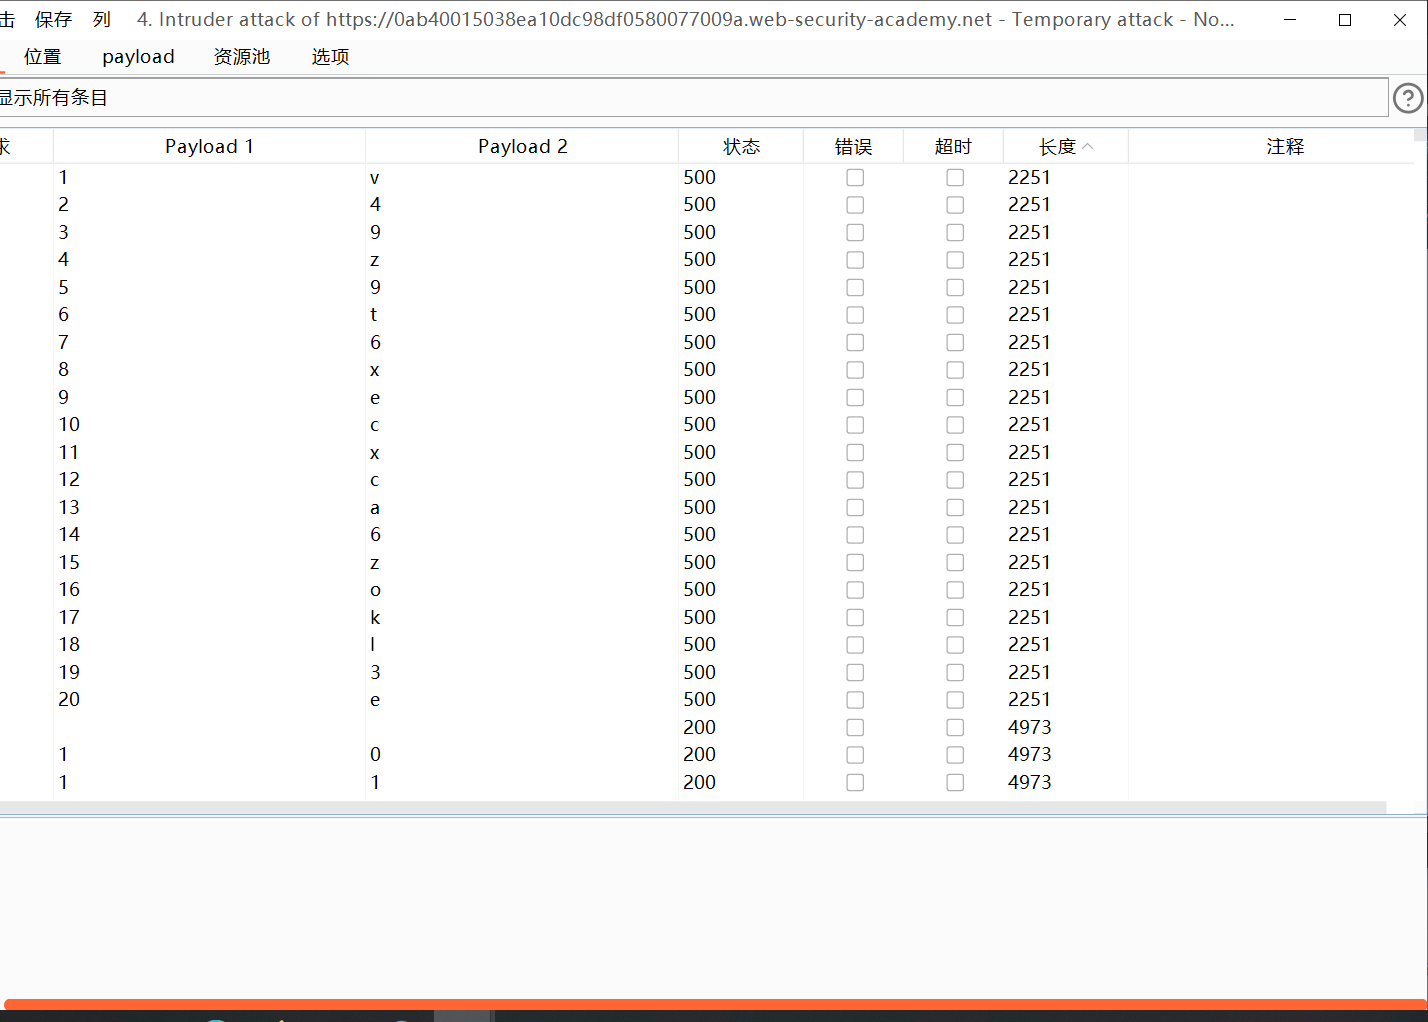 击 保存 列 4. Intruder attack of https://0ab40015038ea10dc98df0580077009a.web-security-academy.net - Temporary attack - No...
位置 payload 资源池 选项
显示所有条目
求 Payload 1 Payload 2 状态 错误 超时 长度 注释
1 v 500 2251
2 4 500 2251
3 9 500 2251
4 z 500 2251
5 9 500 2251
6 t 500 2251
7 6 500 2251
8 x 500 2251
9 e 500 2251
10 c 500 2251
11 x 500 2251
12 c 500 2251
13 a 500 2251
14 6 500 2251
15 z 500 2251
16 o 500 2251
17 k 500 2251
18 l 500 2251
19 3 500 2251
20 e 500 2251
200 4973
1 0 200 4973
1 1 200 4973